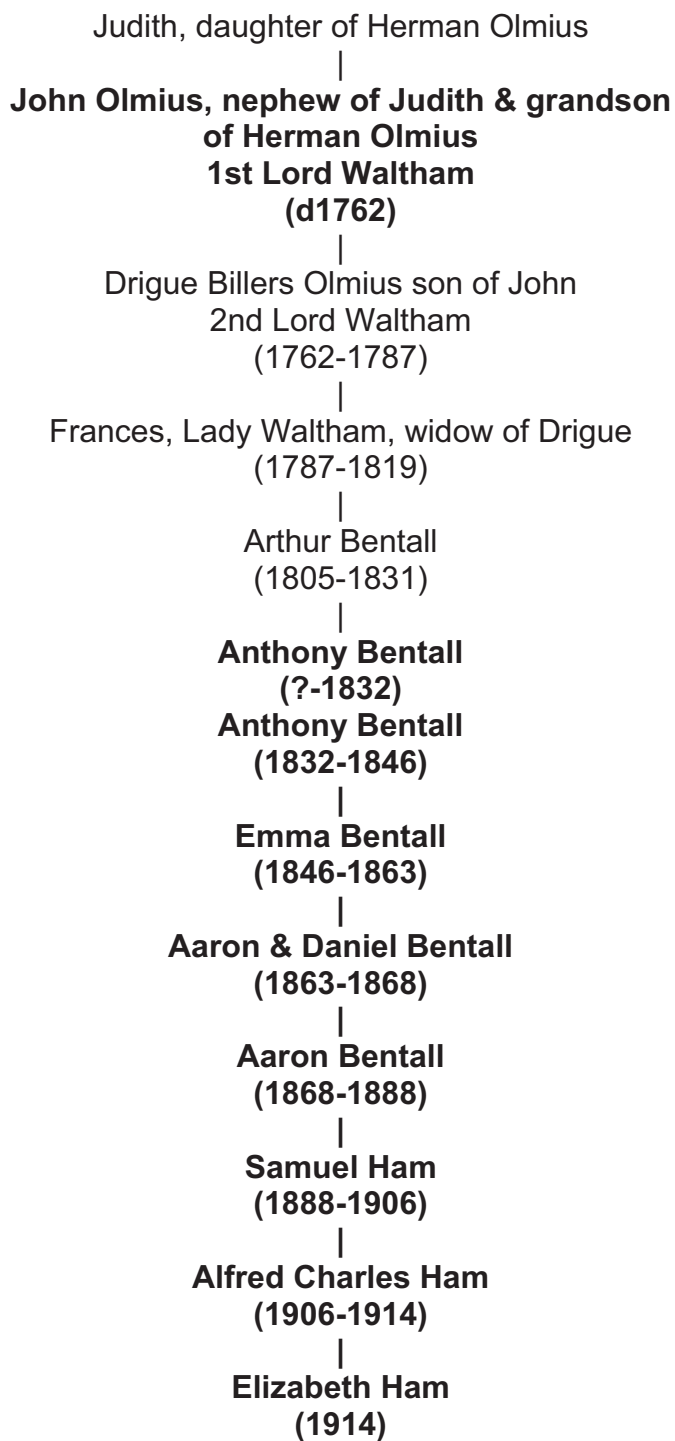 Judith, daughter of Herman Olmius
|
John Olmius, nephew of Judith & grandson
of Herman Olmius
1st Lord Waltham
(d1762)
|
Drigue Billers Olmius son of John
2nd Lord Waltham
(1762-1787)
|
Frances, Lady Waltham, widow of Drigue
(1787-1819)
|
Arthur Bentall
(1805-1831)
|
Anthony Bentall
(?-1832)
Anthony Bentall
(1832-1846)
|
Emma Bentall
(1846-1863)
|
Aaron & Daniel Bentall
(1863-1868)
|
Aaron Bentall
(1868-1888)
|
Samuel Ham
(1888-1906)
|
Alfred Charles Ham
(1906-1914)
|
Elizabeth Ham
(1914)